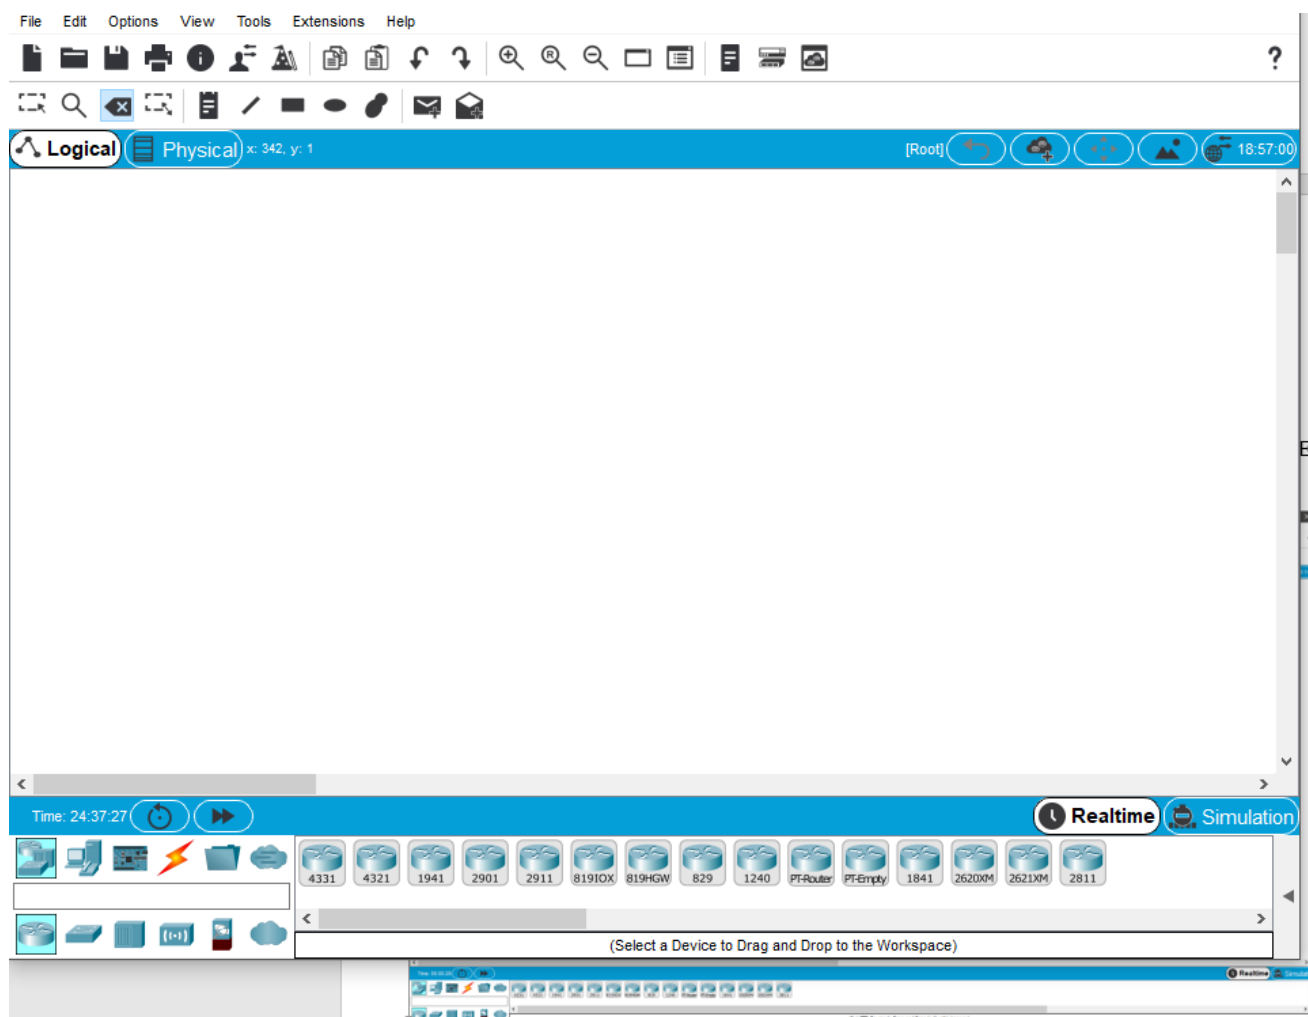 File Edit Options View Tools Extensions Help
?
Logical Physical x: 342, y: 1 [Root] 18:57:00
Time: 24:37:27 Realtime Simulation
4331 4321 1941 2901 2911 819IOX 819HGW 829 1240 PT-Router PT-Empty 1841 2620XM 2621XM 2811
(Select a Device to Drag and Drop to the Workspace)
Realtime